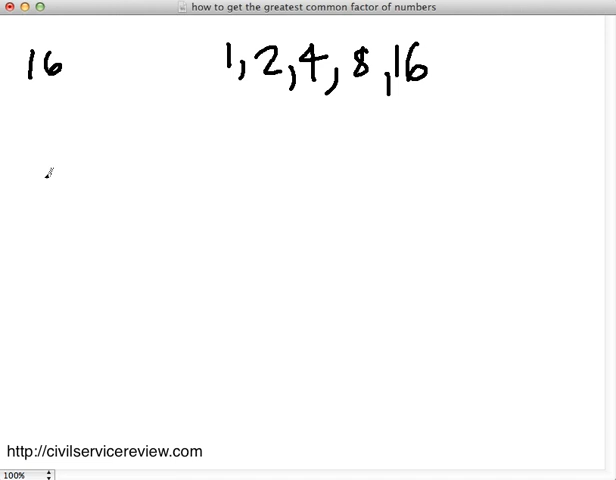 how to get the greatest common factor of numbers
16 1, 2, 4, 8, 16
http://civilservicereview.com
100%